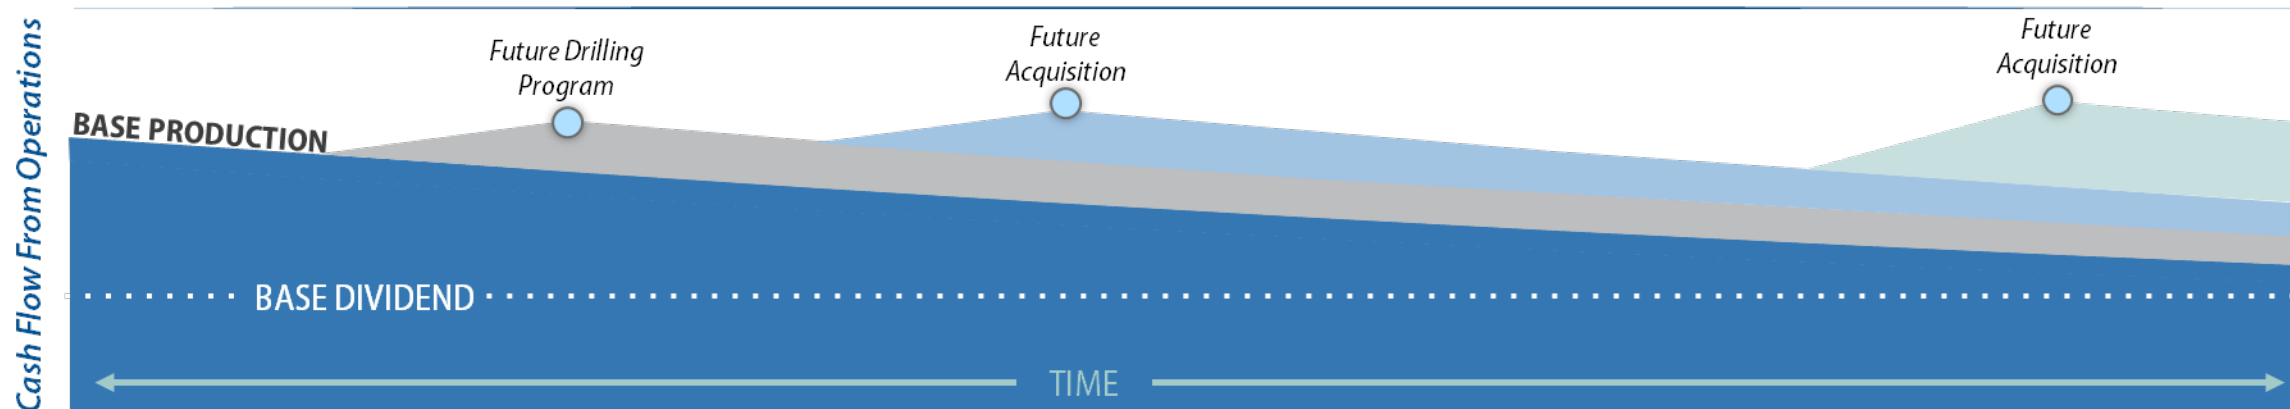 Cash Flow From Operations
Future Drilling
Program
Future
Acquisition
Future
Acquisition
BASE PRODUCTION
BASE DIVIDEND
TIME